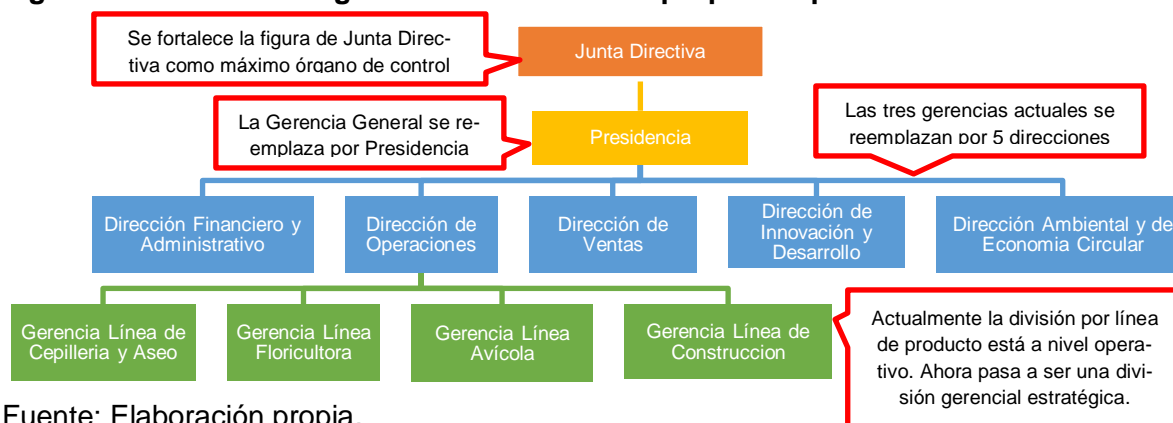 Se fortalece la figura de Junta Direc-
tiva como máximo órgano de control
Junta Directiva
La Gerencia General se re-
emplaza por Presidencia
Presidencia
Las tres gerencias actuales se
reemplazan por 5 direcciones
Dirección Financiero y
Administrativo
Dirección de
Operaciones
Dirección de
Ventas
Dirección de
Innovación y
Desarrollo
Dirección Ambiental y de
Economia Circular
Gerencia Línea de
Cepilleria y Aseo
Gerencia Línea
Floricultora
Gerencia Línea
Avícola
Gerencia Línea de
Construccion
Actualmente la división por línea
de producto está a nivel opera-
tivo. Ahora pasa a ser una divi-
sión gerencial estratégica.
Fuente: Elaboración propia.